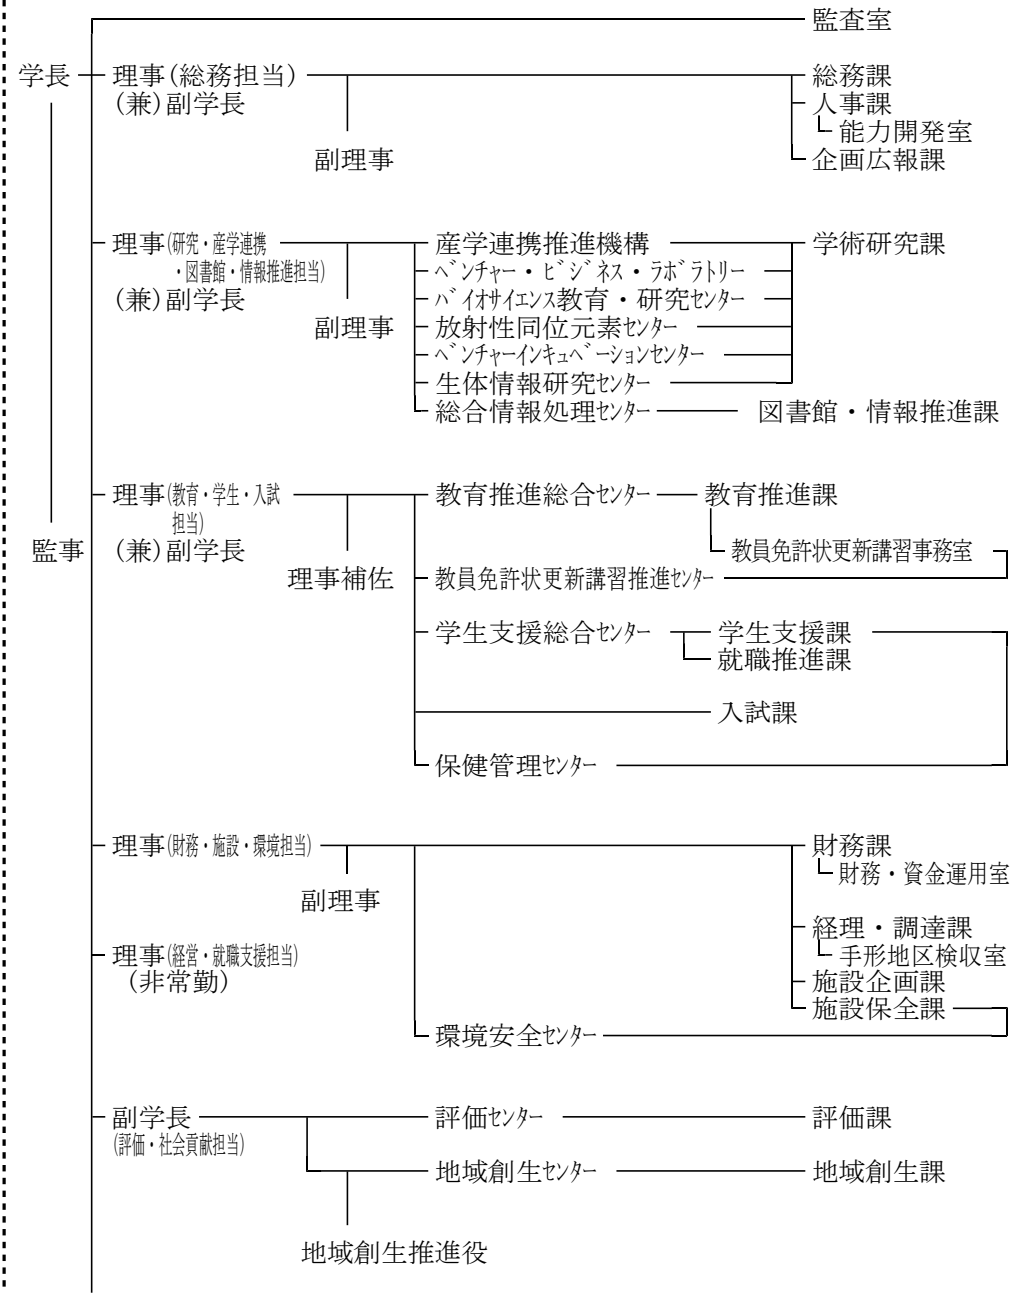 監査室
学長 理事(総務担当) 総務課
(兼)副学長 人事課
能力開発室
副理事 企画広報課
理事(研究・産学連携 産学連携推進機構 学術研究課
・図書館・情報推進担当) ベンチャー・ビジネス・ラボラトリー
(兼)副学長 バイオサイエンス教育・研究センター
副理事 放射性同位元素センター
ベンチャーインキュベーションセンター
生体情報研究センター
総合情報処理センター 図書館・情報推進課
理事(教育・学生・入試 教育推進総合センター 教育推進課
担当)
監事 (兼)副学長 教員免許状更新講習事務室
理事補佐 教員免許状更新講習推進センター
学生支援総合センター 学生支援課
就職推進課
入試課
保健管理センター
理事(財務・施設・環境担当) 財務課
財務・資金運用室
副理事
経理・調達課
理事(経営・就職支援担当) 手形地区検収室
(非常勤) 施設企画課
施設保全課
環境安全センター
副学長 評価センター 評価課
(評価・社会貢献担当)
地域創生センター 地域創生課
地域創生推進役